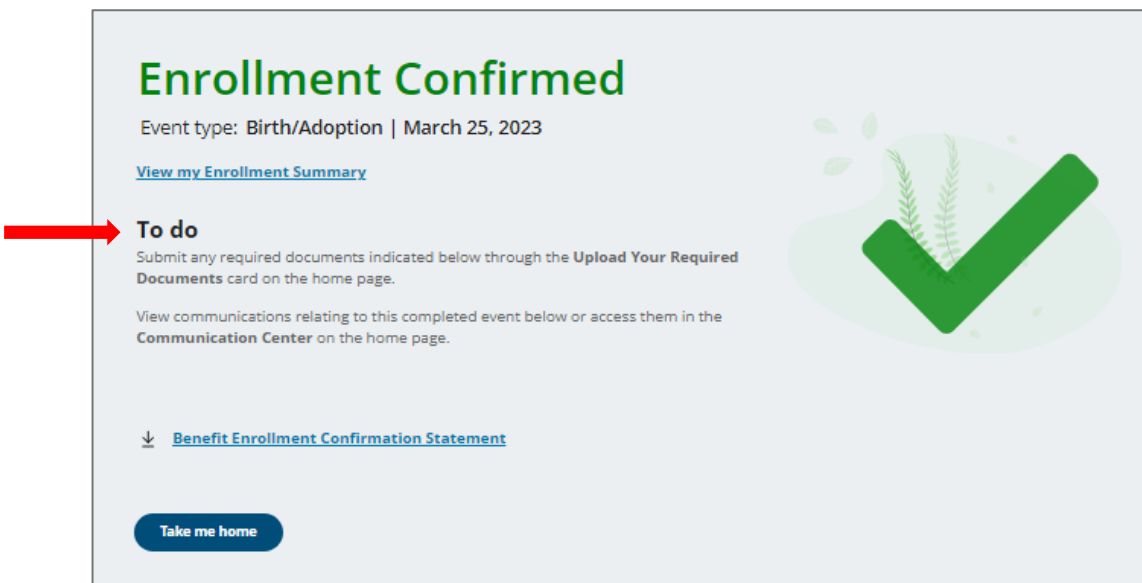 Enrollment Confirmed
Event type: Birth/Adoption | March 25, 2023
View my Enrollment Summary
To do
Submit any required documents indicated below through the Upload Your Required
Documents card on the home page.
View communications relating to this completed event below or access them in the
Communication Center on the home page.
Benefit Enrollment Confirmation Statement
Take me home